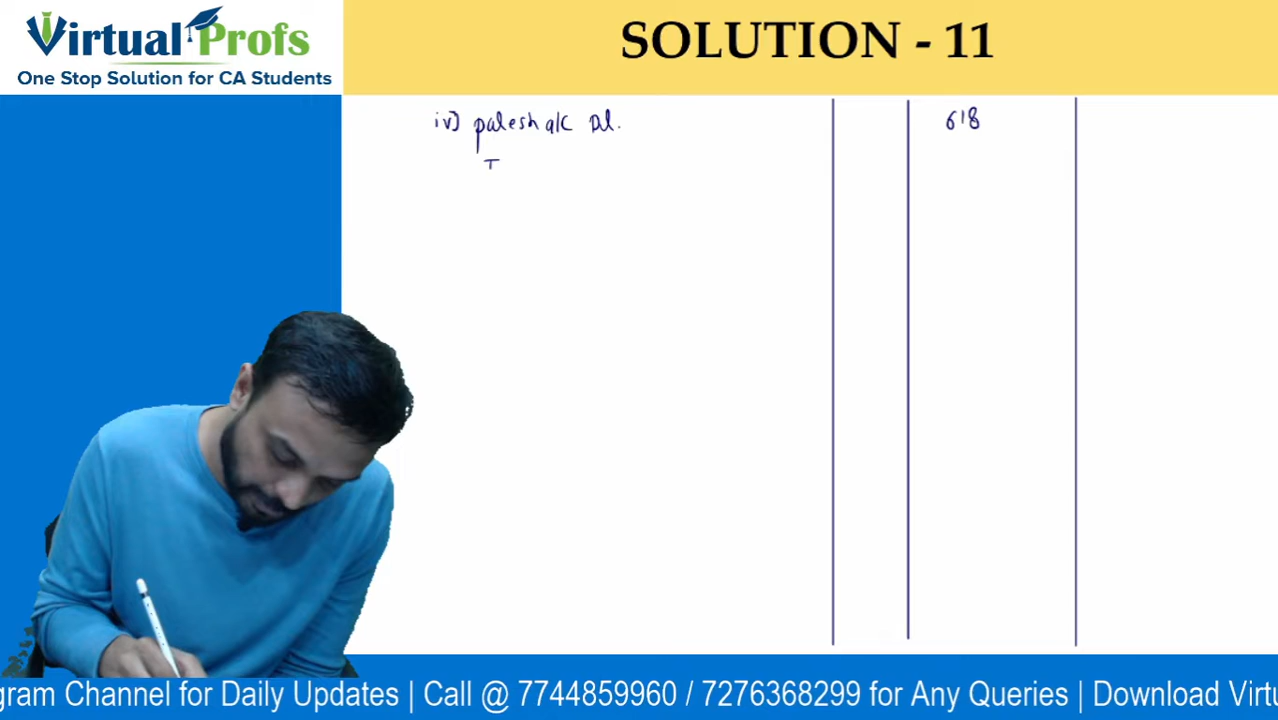 Virtual Profs
One Stop Solution for CA Students
SOLUTION - 11
iv) palesh a/c Dr. 618
T
gram Channel for Daily Updates | Call @ 7744859960 / 7276368299 for Any Queries | Download Virtu